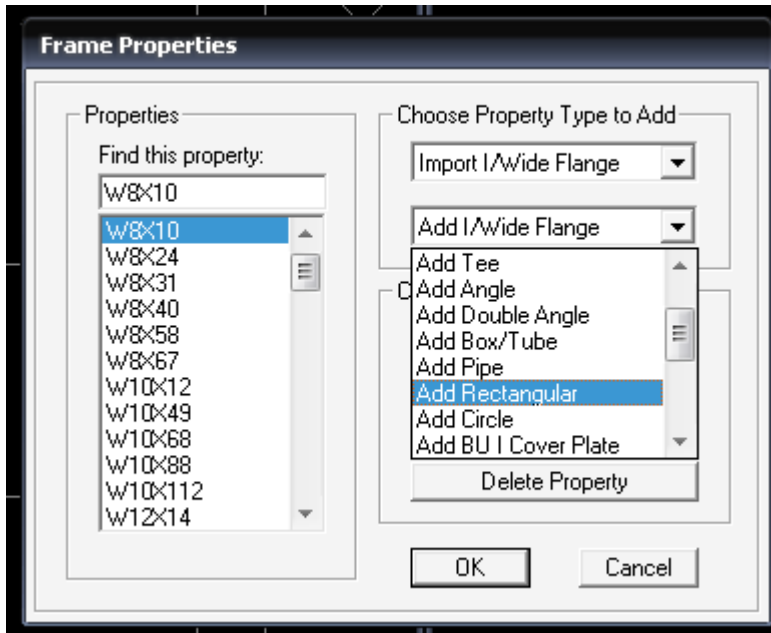 Frame Properties
Properties
Find this property:
W8X10
W8X10
W8X24
W8X31
W8X40
W8X58
W8X67
W10X12
W10X49
W10X68
W10X88
W10X112
W12X14
Choose Property Type to Add
Import I/Wide Flange
Add I/Wide Flange
Add Tee
Add Angle
Add Double Angle
Add Box/Tube
Add Pipe
Add Rectangular
Add Circle
Add BU I Cover Plate
Delete Property
OK
Cancel